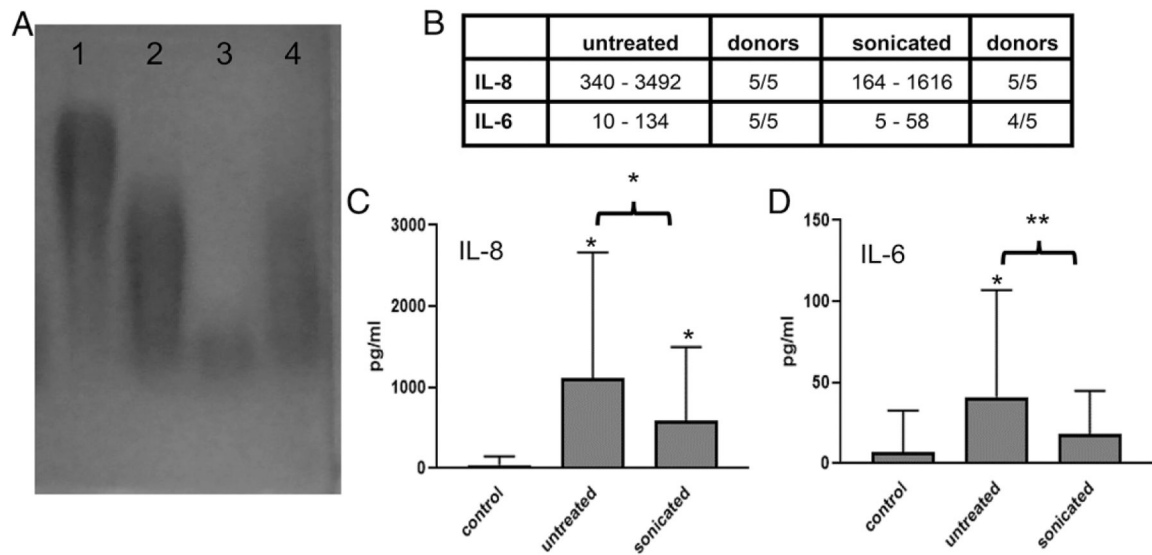 A
1 2 3 4
B
untreated donors sonicated donors
IL-8 340 - 3492 5/5 164 - 1616 5/5
IL-6 10 - 134 5/5 5 - 58 4/5
C
IL-8
pg/ml
3000
2000
1000
0
*
*
*
control untreated sonicated
D
IL-6
pg/ml
150
100
50
0
**
*
control untreated sonicated